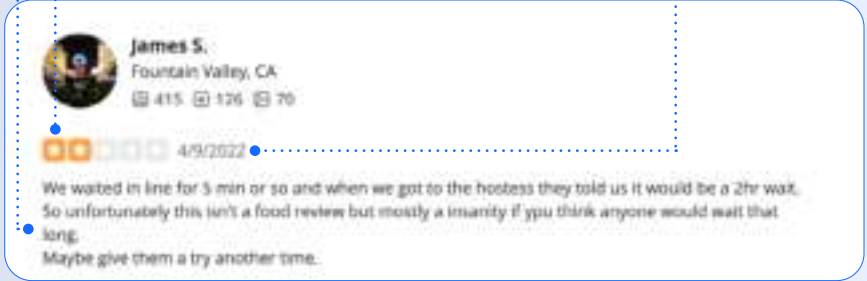 James S.
Fountain Valley, CA
415 126 70
4/9/2022
We waited in line for 5 min or so and when we got to the hostess they told us it would be a 2hr wait.
So unfortunately this isn't a food review but mostly a insanity if ypu think anyone would wait that
long.
Maybe give them a try another time.